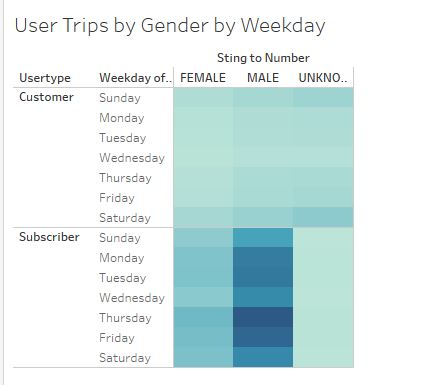 User Trips by Gender by Weekday
Sting to Number
Usertype Weekday of.. FEMALE MALE UNKNO..
Customer Sunday
Monday
Tuesday
Wednesday
Thursday
Friday
Saturday
Subscriber Sunday
Monday
Tuesday
Wednesday
Thursday
Friday
Saturday